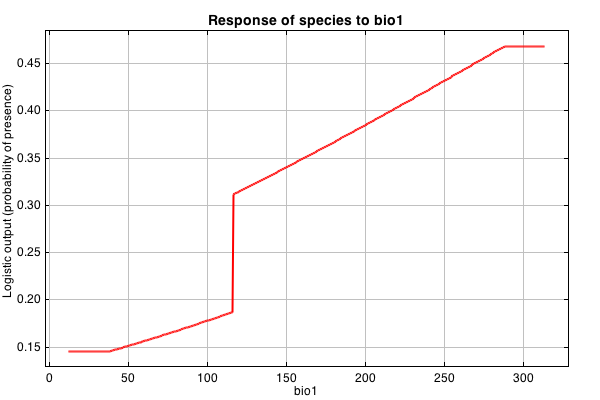 Response of species to bio1
Logistic output (probability of presence)
0.45
0.40
0.35
0.30
0.25
0.20
0.15
0 50 100 150 200 250 300
bio1